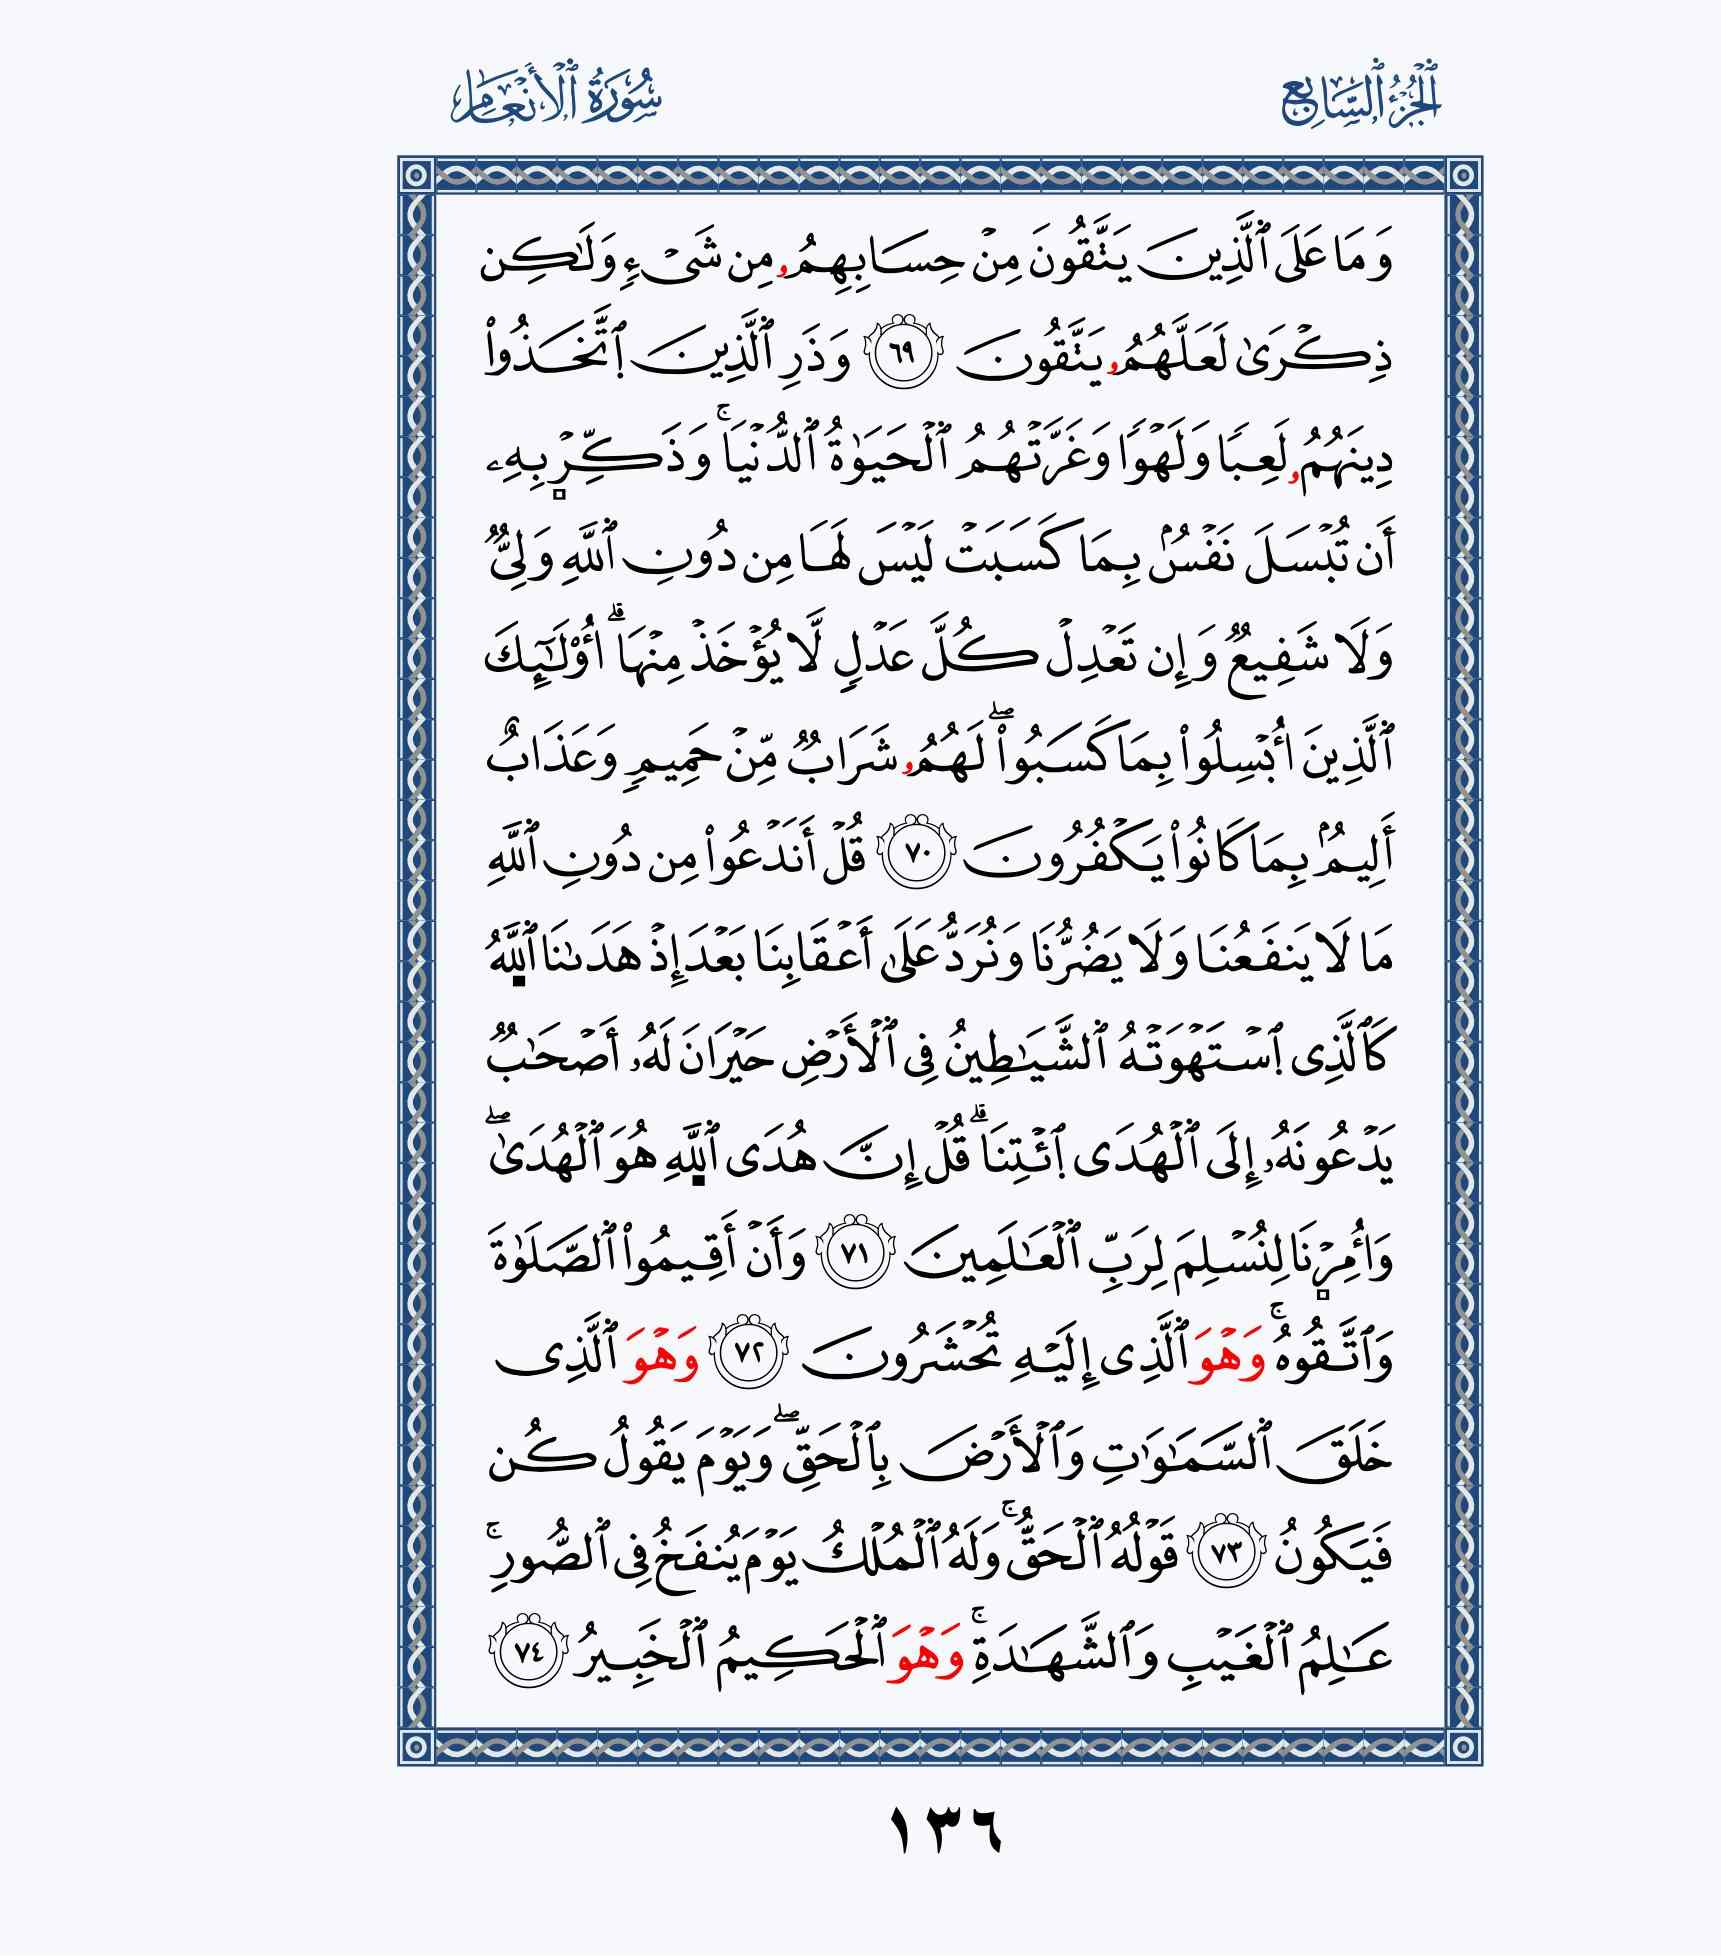 ٱلْجُزْءُ ٱلسَّابِع
سُورَةُ ٱلْأَنْعَامِ
وَمَا عَلَى ٱلَّذِينَ يَتَّقُونَ مِنْ حِسَابِهِمُۥ مِن شَىْءٍ وَلَٰكِن
ذِكْرَىٰ لَعَلَّهُمُۥ يَتَّقُونَ ٦٩ وَذَرِ ٱلَّذِينَ ٱتَّخَذُوا۟
دِينَهُمُۥ لَعِبًا وَلَهْوًا وَغَرَّتْهُمُ ٱلْحَيَوٰةُ ٱلدُّنْيَا ۚ وَذَكِّرْ بِهِۦ
أَن تُبْسَلَ نَفْسٌۢ بِمَا كَسَبَتْ لَيْسَ لَهَا مِن دُونِ ٱللَّهِ وَلِىٌّ
وَلَا شَفِيعٌ وَإِن تَعْدِلْ كُلَّ عَدْلٍ لَّا يُؤْخَذْ مِنْهَا ۗ أُو۟لَٰٓئِكَ
ٱلَّذِينَ أُبْسِلُوا۟ بِمَا كَسَبُوا۟ ۖ لَهُمُۥ شَرَابٌ مِّنْ حَمِيمٍ وَعَذَابٌ
أَلِيمٌۢ بِمَا كَانُوا۟ يَكْفُرُونَ ٧٠ قُلْ أَنَدْعُوا۟ مِن دُونِ ٱللَّهِ
مَا لَا يَنفَعُنَا وَلَا يَضُرُّنَا وَنُرَدُّ عَلَىٰٓ أَعْقَابِنَا بَعْدَ إِذْ هَدَىٰنَا ٱللَّهُ
كَٱلَّذِى ٱسْتَهْوَتْهُ ٱلشَّيَٰطِينُ فِى ٱلْأَرْضِ حَيْرَانَ لَهُۥ أَصْحَٰبٌ
يَدْعُونَهُۥ إِلَى ٱلْهُدَى ٱئْتِنَا ۗ قُلْ إِنَّ هُدَى ٱللَّهِ هُوَ ٱلْهُدَىٰ ۖ
وَأُمِرْنَا لِنُسْلِمَ لِرَبِّ ٱلْعَٰلَمِينَ ٧١ وَأَنْ أَقِيمُوا۟ ٱلصَّلَوٰةَ
وَٱتَّقُوهُ ۚ وَهْوَ ٱلَّذِى إِلَيْهِ تُحْشَرُونَ ٧٢ وَهْوَ ٱلَّذِى
خَلَقَ ٱلسَّمَٰوَٰتِ وَٱلْأَرْضَ بِٱلْحَقِّ ۖ وَيَوْمَ يَقُولُ كُن
فَيَكُونُ ٧٣ قَوْلُهُ ٱلْحَقُّ ۚ وَلَهُ ٱلْمُلْكُ يَوْمَ يُنفَخُ فِى ٱلصُّورِ ۚ
عَٰلِمُ ٱلْغَيْبِ وَٱلشَّهَٰدَةِ ۚ وَهْوَ ٱلْحَكِيمُ ٱلْخَبِيرُ ٧٤
١٣٦